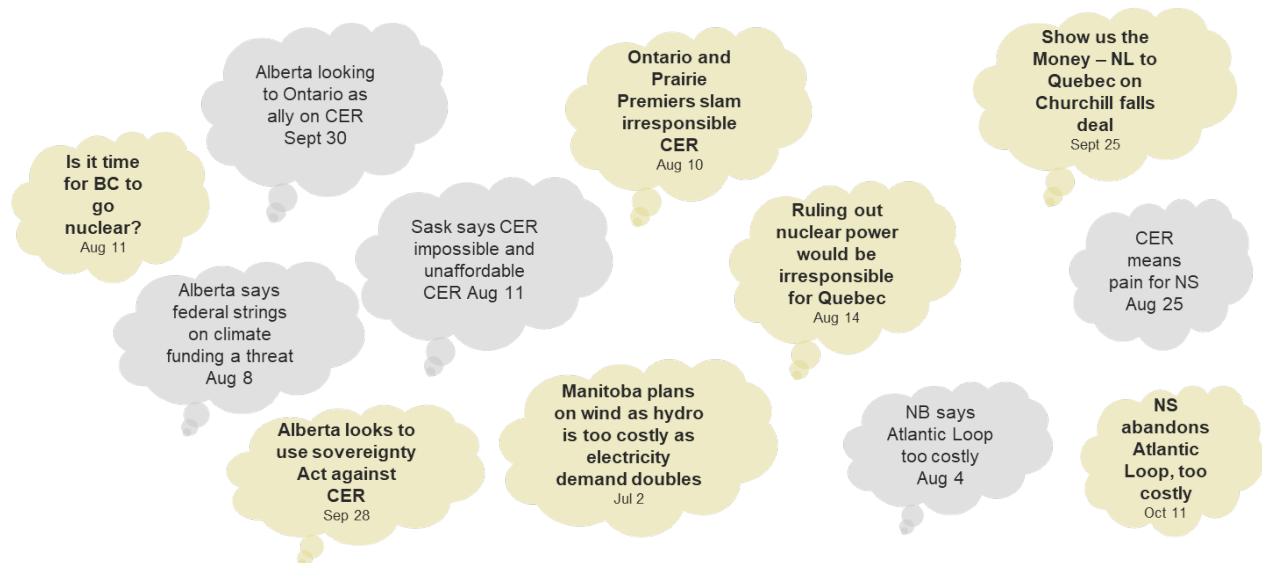 Alberta looking
to Ontario as
ally on CER
Sept 30
Ontario and
Prairie
Premiers slam
irresponsible
CER
Aug 10
Show us the
Money – NL to
Quebec on
Churchill falls
deal
Sept 25
Is it time
for BC to
go
nuclear?
Aug 11
Sask says CER
impossible and
unaffordable
CER Aug 11
Ruling out
nuclear power
would be
irresponsible
for Quebec
Aug 14
CER
means
pain for NS
Aug 25
Alberta says
federal strings
on climate
funding a threat
Aug 8
Alberta looks to
use sovereignty
Act against
CER
Sep 28
Manitoba plans
on wind as hydro
is too costly as
electricity
demand doubles
Jul 2
NB says
Atlantic Loop
too costly
Aug 4
NS
abandons
Atlantic
Loop, too
costly
Oct 11